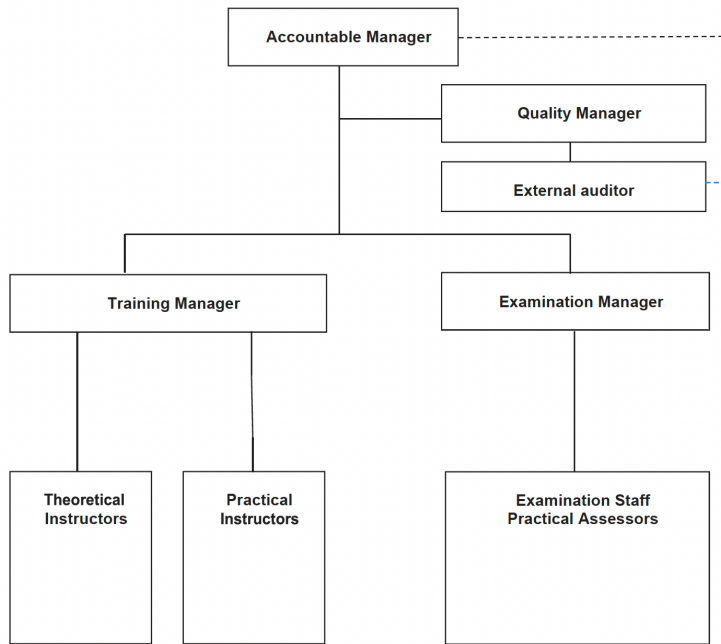 Accountable Manager
Quality Manager
External auditor
Training Manager
Examination Manager
Theoretical
Instructors
Practical
Instructors
Examination Staff
Practical Assessors